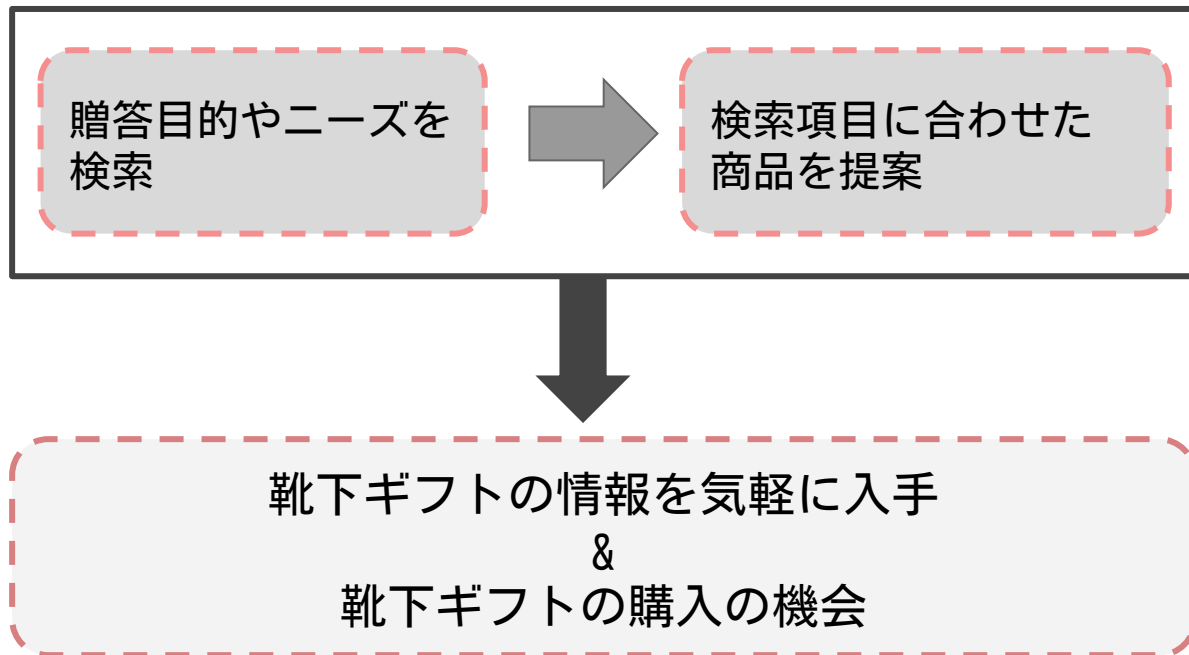 贈答目的やニーズを
検索
検索項目に合わせた
商品を提案
靴下ギフトの情報を気軽に入手
&
靴下ギフトの購入の機会